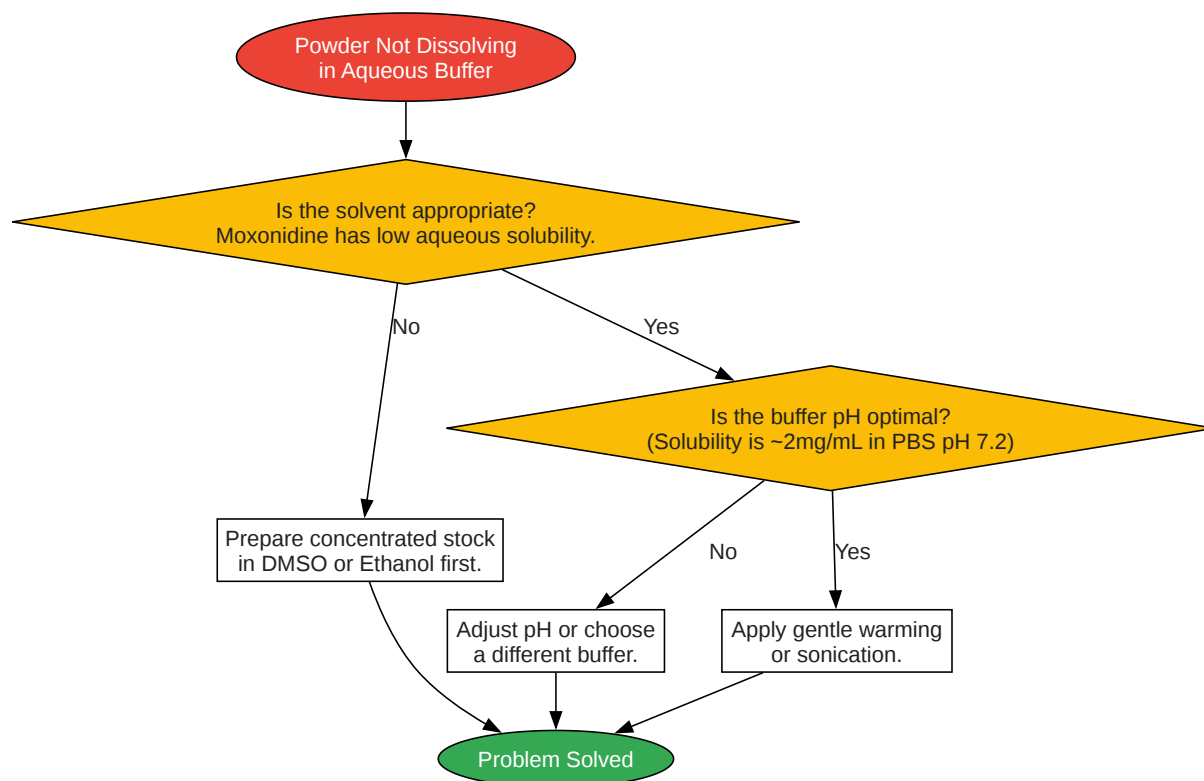 Powder Not Dissolving
in Aqueous Buffer
Is the solvent appropriate?
Moxonidine has low aqueous solubility.
No
Yes
Is the buffer pH optimal?
(Solubility is ~2mg/mL in PBS pH 7.2)
Prepare concentrated stock
in DMSO or Ethanol first.
No
Yes
Adjust pH or choose
a different buffer.
Apply gentle warming
or sonication.
Problem Solved